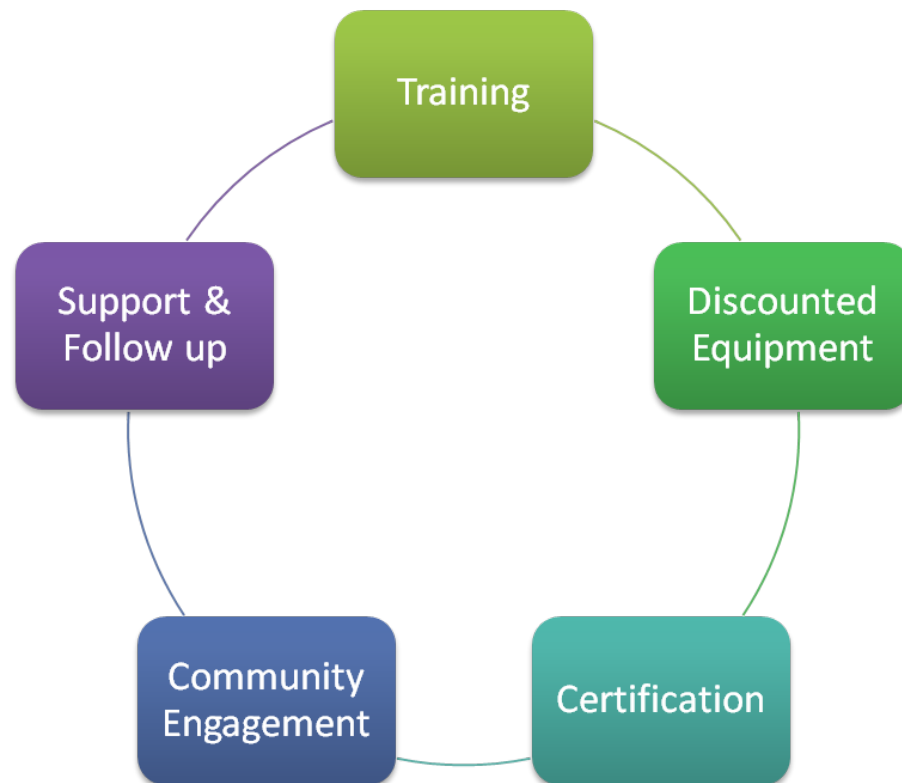 Training
Discounted
Equipment
Certification
Community
Engagement
Support &
Follow up